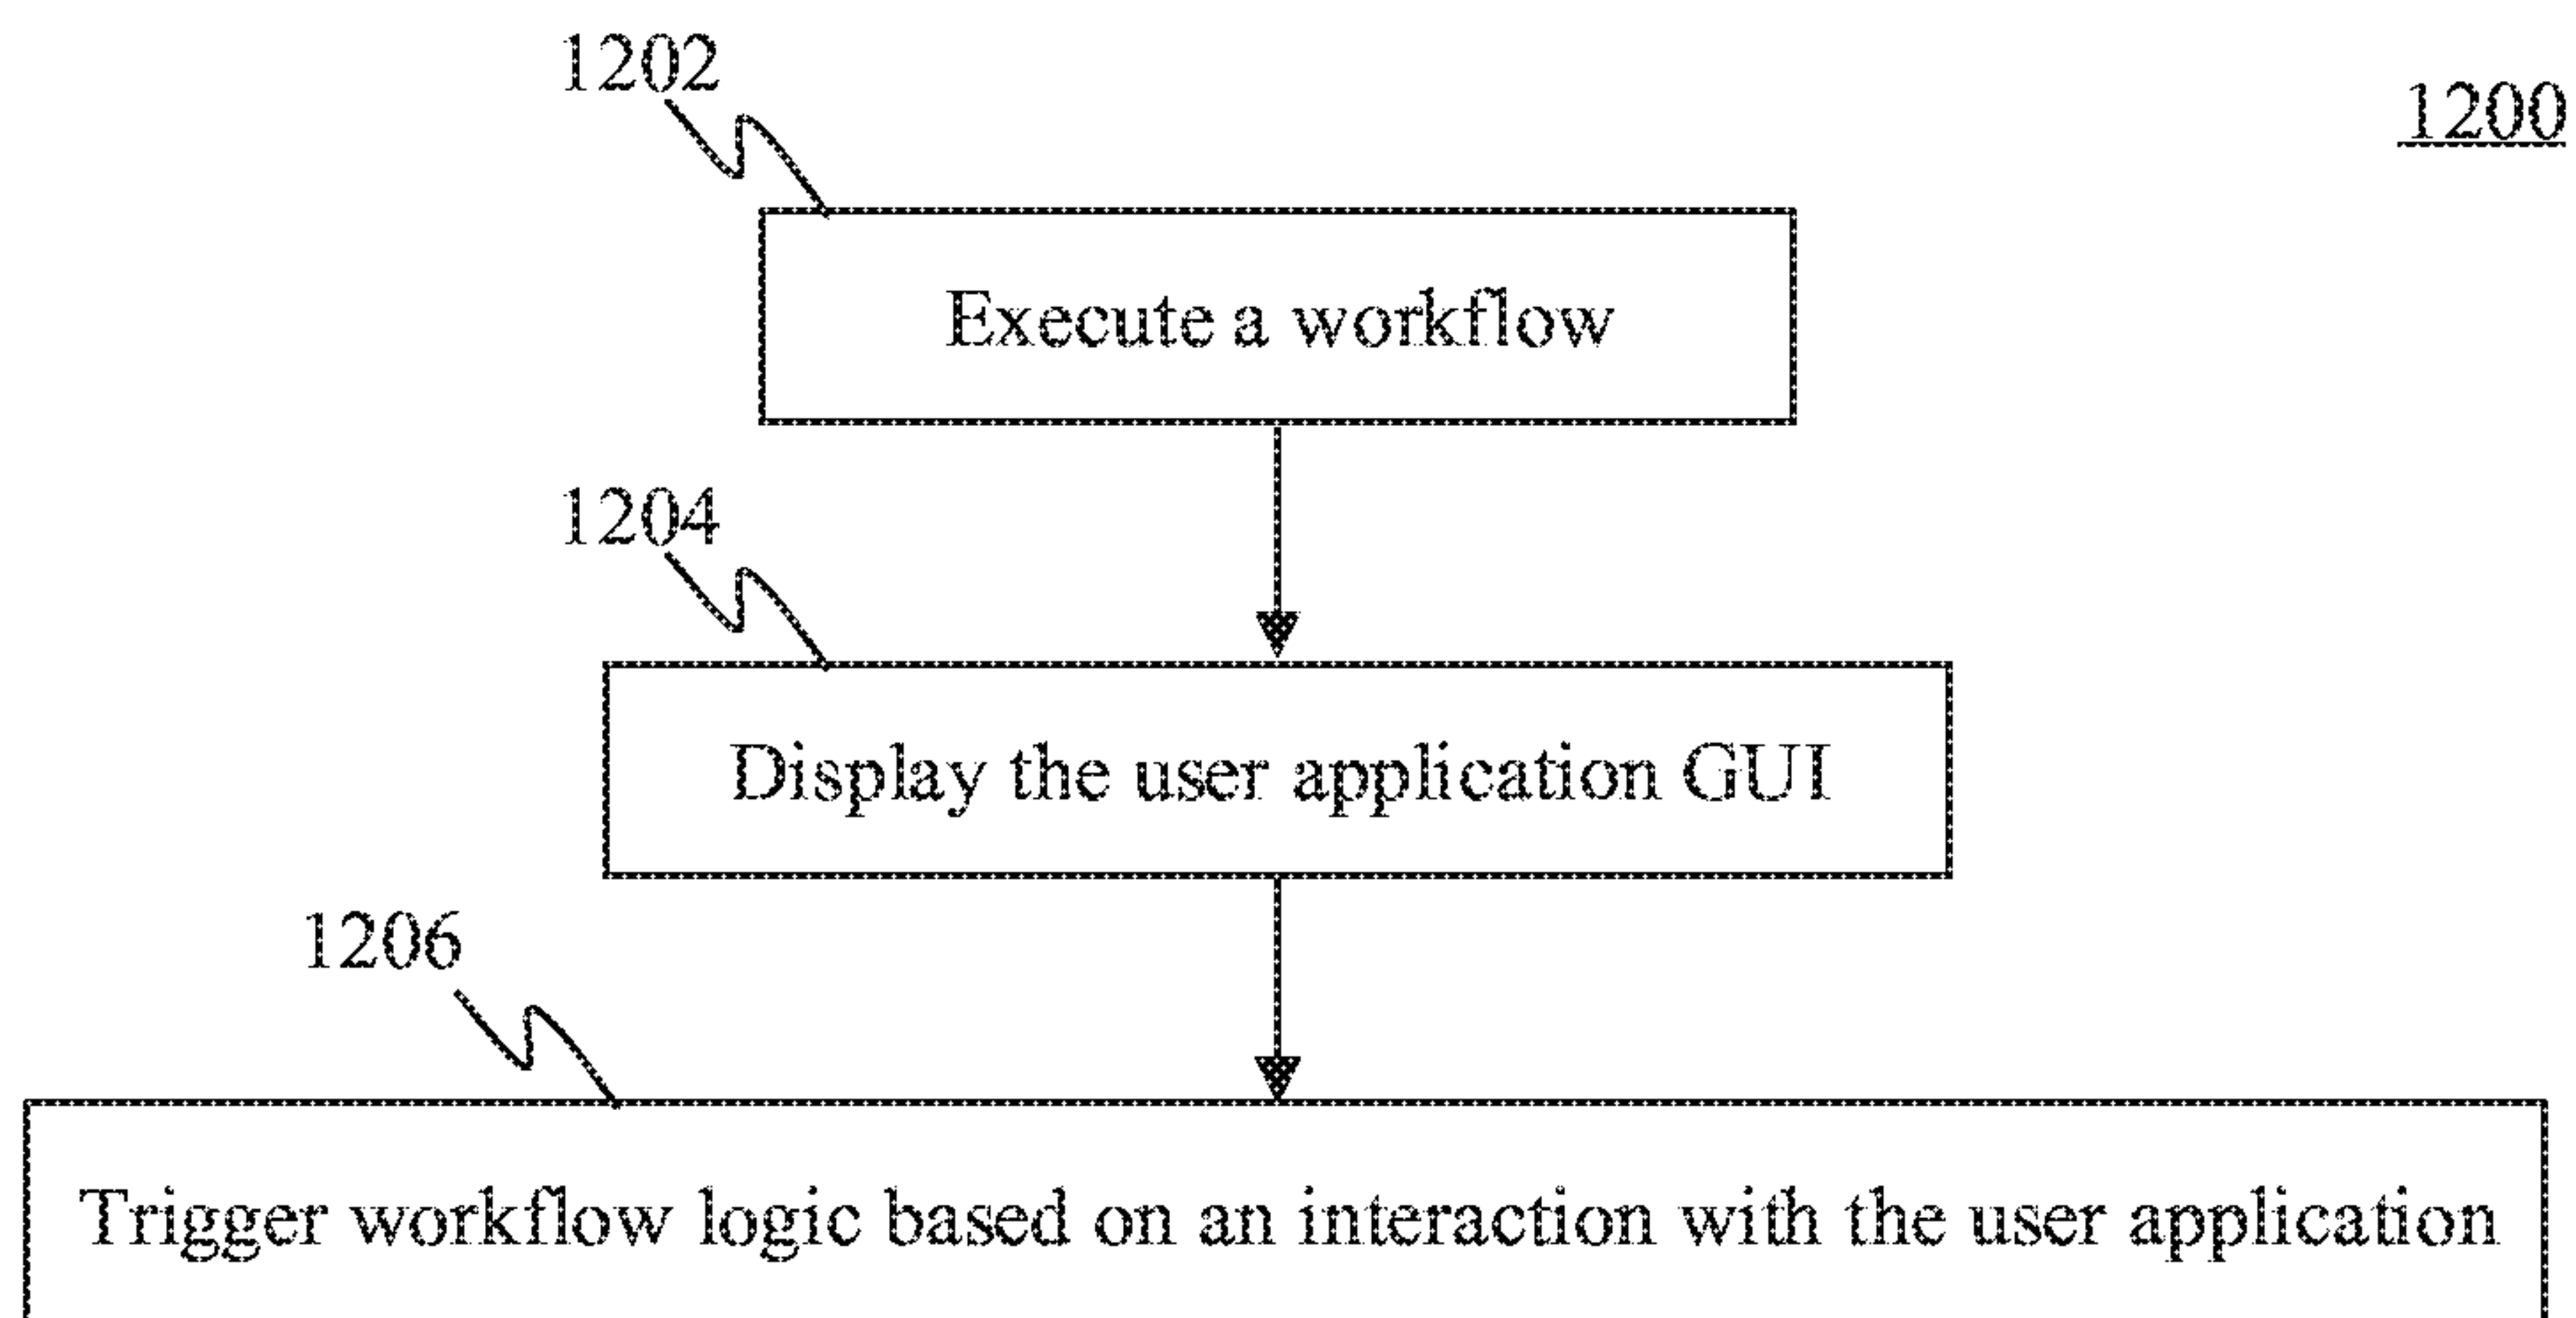 1202
1200
Execute a workflow
1204
Display the user application GUI
1206
Trigger workflow logic based on an interaction with the user application